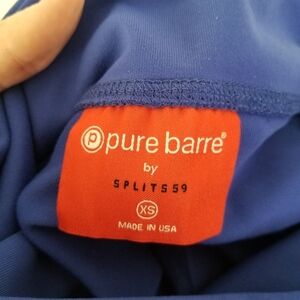 p pure barre®
by
SPLITS59
XS
MADE IN USA